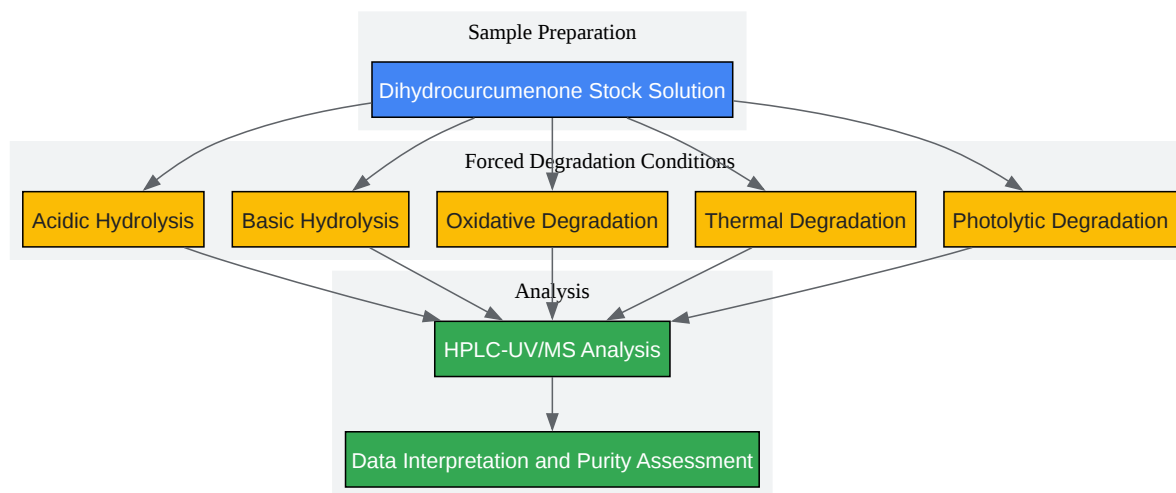 Sample Preparation
Dihydrocurcumenone Stock Solution
Forced Degradation Conditions
Acidic Hydrolysis
Basic Hydrolysis
Oxidative Degradation
Thermal Degradation
Photolytic Degradation
Analysis
HPLC-UV/MS Analysis
Data Interpretation and Purity Assessment